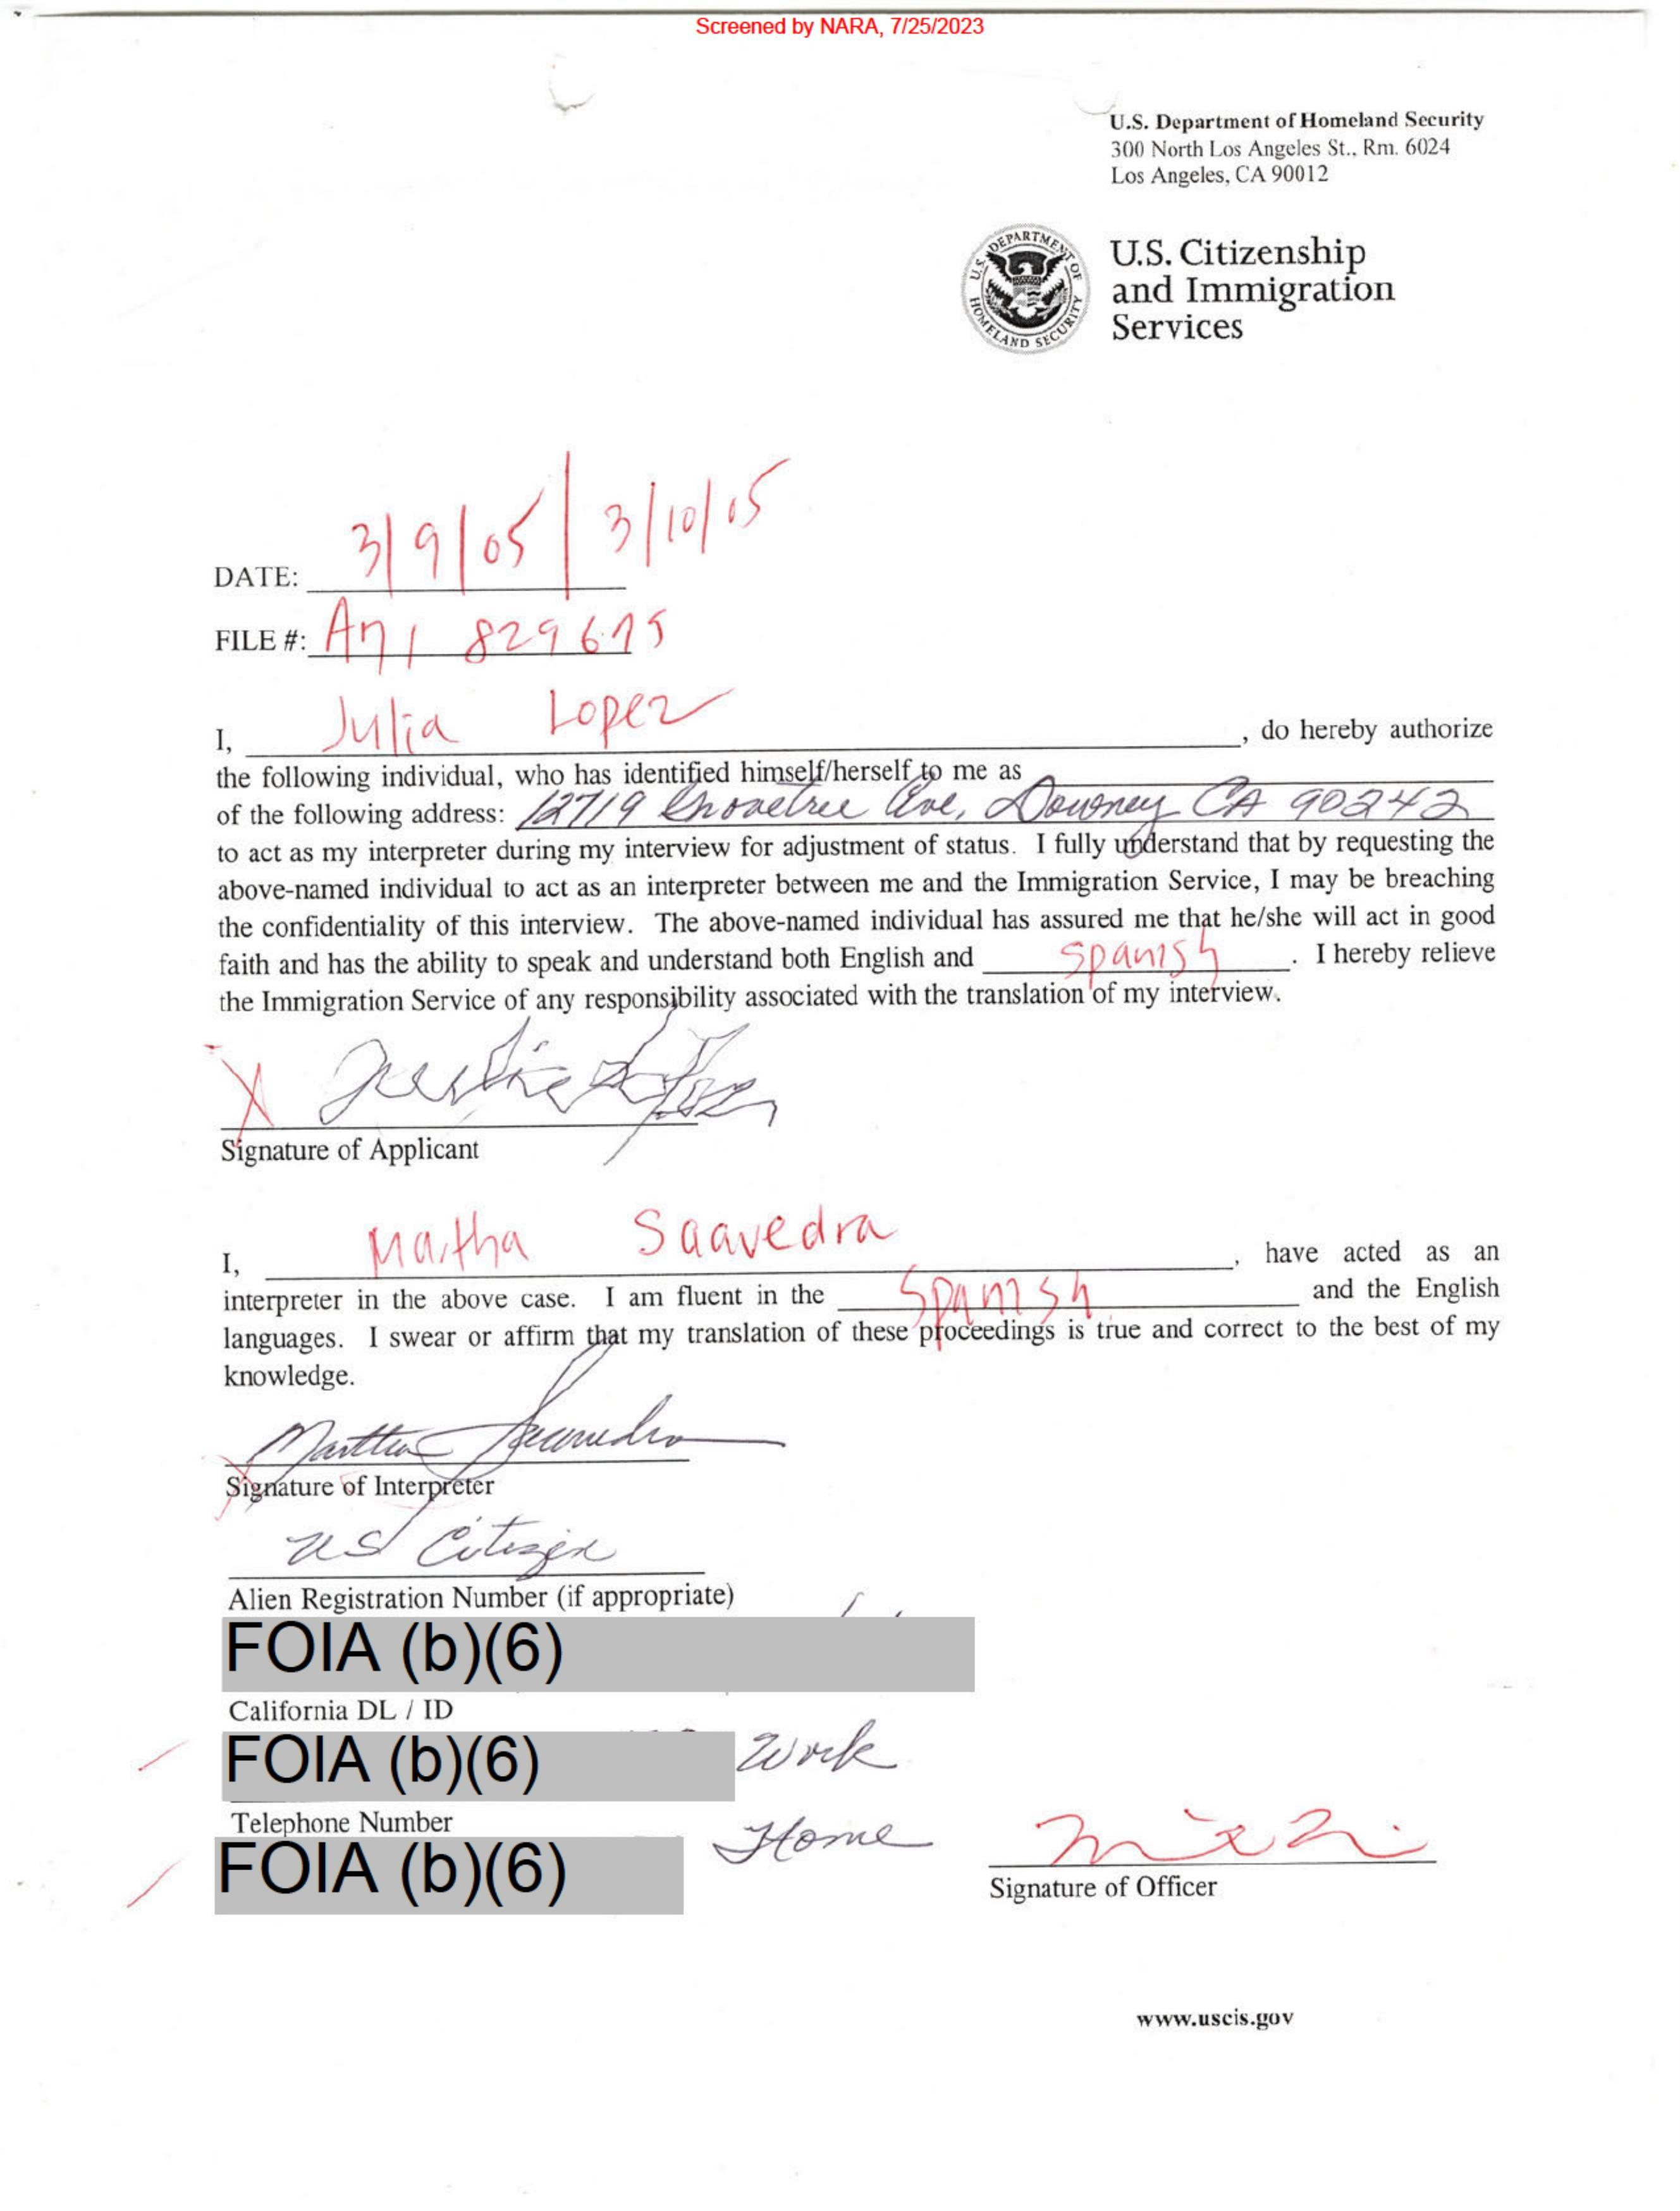 Screened by NARA, 7/25/2023
U.S. Department of Homeland Security
300 North Los Angeles St., Rm. 6024
Los Angeles, CA 90012
U.S. DEPARTMENT OF HOMELAND SECURITY
U.S. Citizenship
and Immigration
Services
DATE: 3/9/05 | 3/10/05
FILE #: A71 829675
I, Julia Lopez, do hereby authorize
the following individual, who has identified himself/herself to me as
of the following address: 12719 Ave, Downey CA 90242
to act as my interpreter during my interview for adjustment of status. I fully understand that by requesting the
above-named individual to act as an interpreter between me and the Immigration Service, I may be breaching
the confidentiality of this interview. The above-named individual has assured me that he/she will act in good
faith and has the ability to speak and understand both English and Spanish. I hereby relieve
the Immigration Service of any responsibility associated with the translation of my interview.
X
Signature of Applicant
I, Martha Saavedra, have acted as an
interpreter in the above case. I am fluent in the Spanish and the English
languages. I swear or affirm that my translation of these proceedings is true and correct to the best of my
knowledge.
Martha Saavedra
Signature of Interpreter
US Citizen
Alien Registration Number (if appropriate)
FOIA (b)(6)
California DL / ID
FOIA (b)(6) Work
Telephone Number
FOIA (b)(6) Home
Signature of Officer
www.uscis.gov